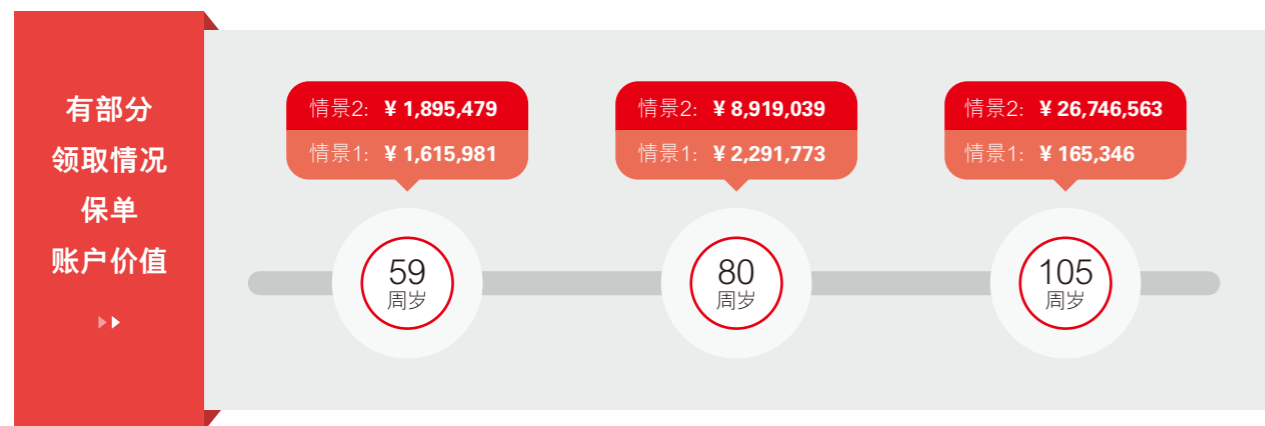 有部分
领取情况
保单
账户价值
情景2: ¥ 1,895,479
情景1: ¥ 1,615,981
59
周岁
情景2: ¥ 8,919,039
情景1: ¥ 2,291,773
80
周岁
情景2: ¥ 26,746,563
情景1: ¥ 165,346
105
周岁